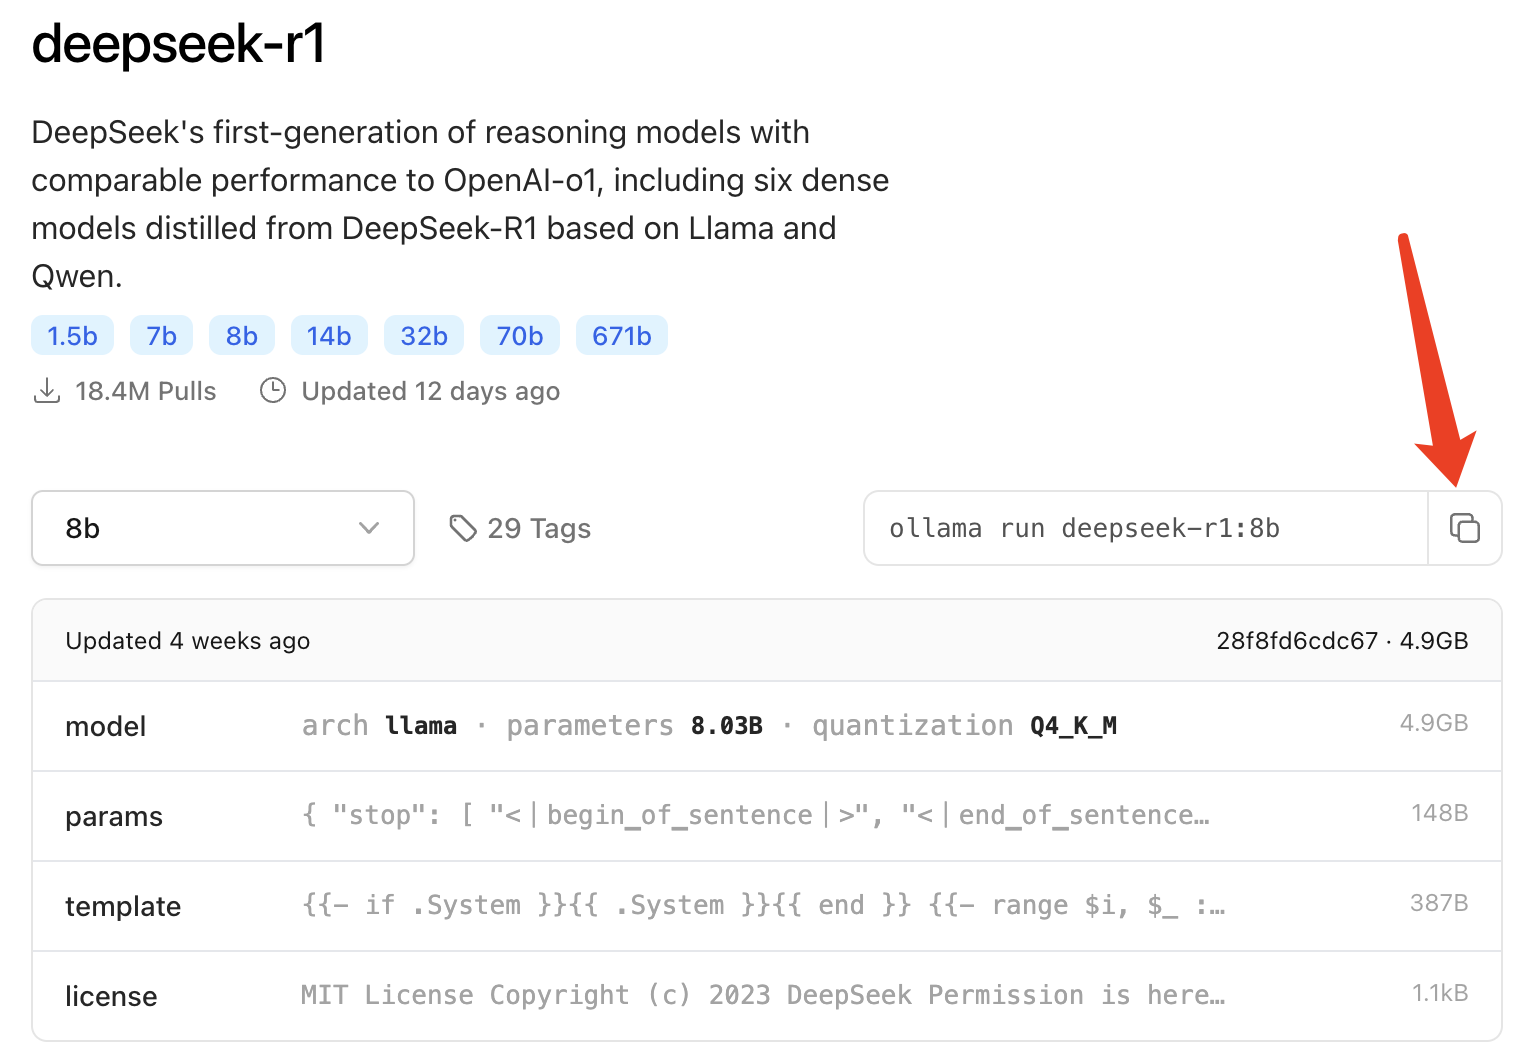 deepseek-r1
DeepSeek's first-generation of reasoning models with
comparable performance to OpenAI-o1, including six dense
models distilled from DeepSeek-R1 based on Llama and
Qwen.
1.5b 7b 8b 14b 32b 70b 671b
18.4M Pulls Updated 12 days ago
8b 29 Tags ollama run deepseek-r1:8b
Updated 4 weeks ago 28f8fd6cdc67 · 4.9GB
model arch llama · parameters 8.03B · quantization Q4_K_M 4.9GB
params { "stop": [ "<｜begin_of_sentence｜>", "<｜end_of_sentence… 148B
template {{- if .System }}{{ .System }}{{ end }} {{- range $i, $_ :… 387B
license MIT License Copyright (c) 2023 DeepSeek Permission is here… 1.1kB